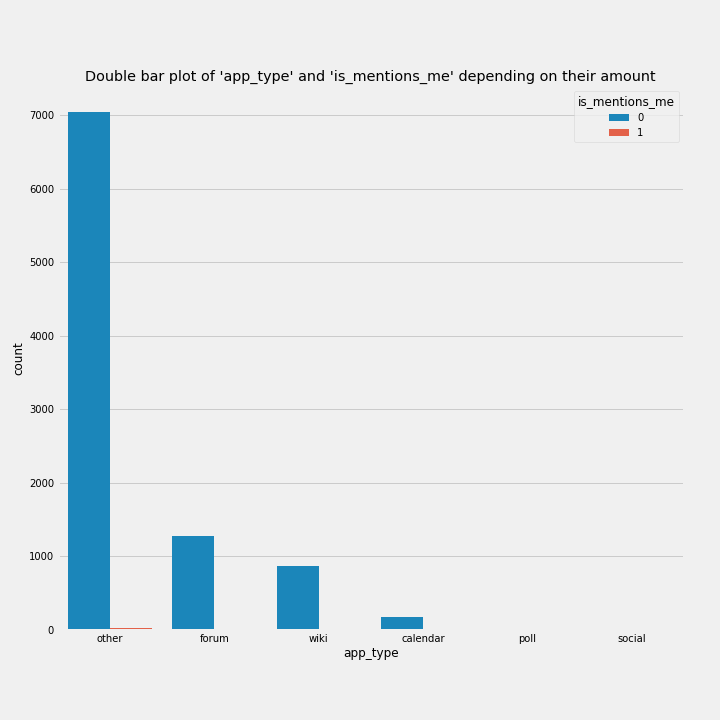 Double bar plot of 'app_type' and 'is_mentions_me' depending on their amount
is_mentions_me
0
1
7000
6000
5000
4000
3000
2000
1000
0
count
other forum wiki calendar poll social
app_type